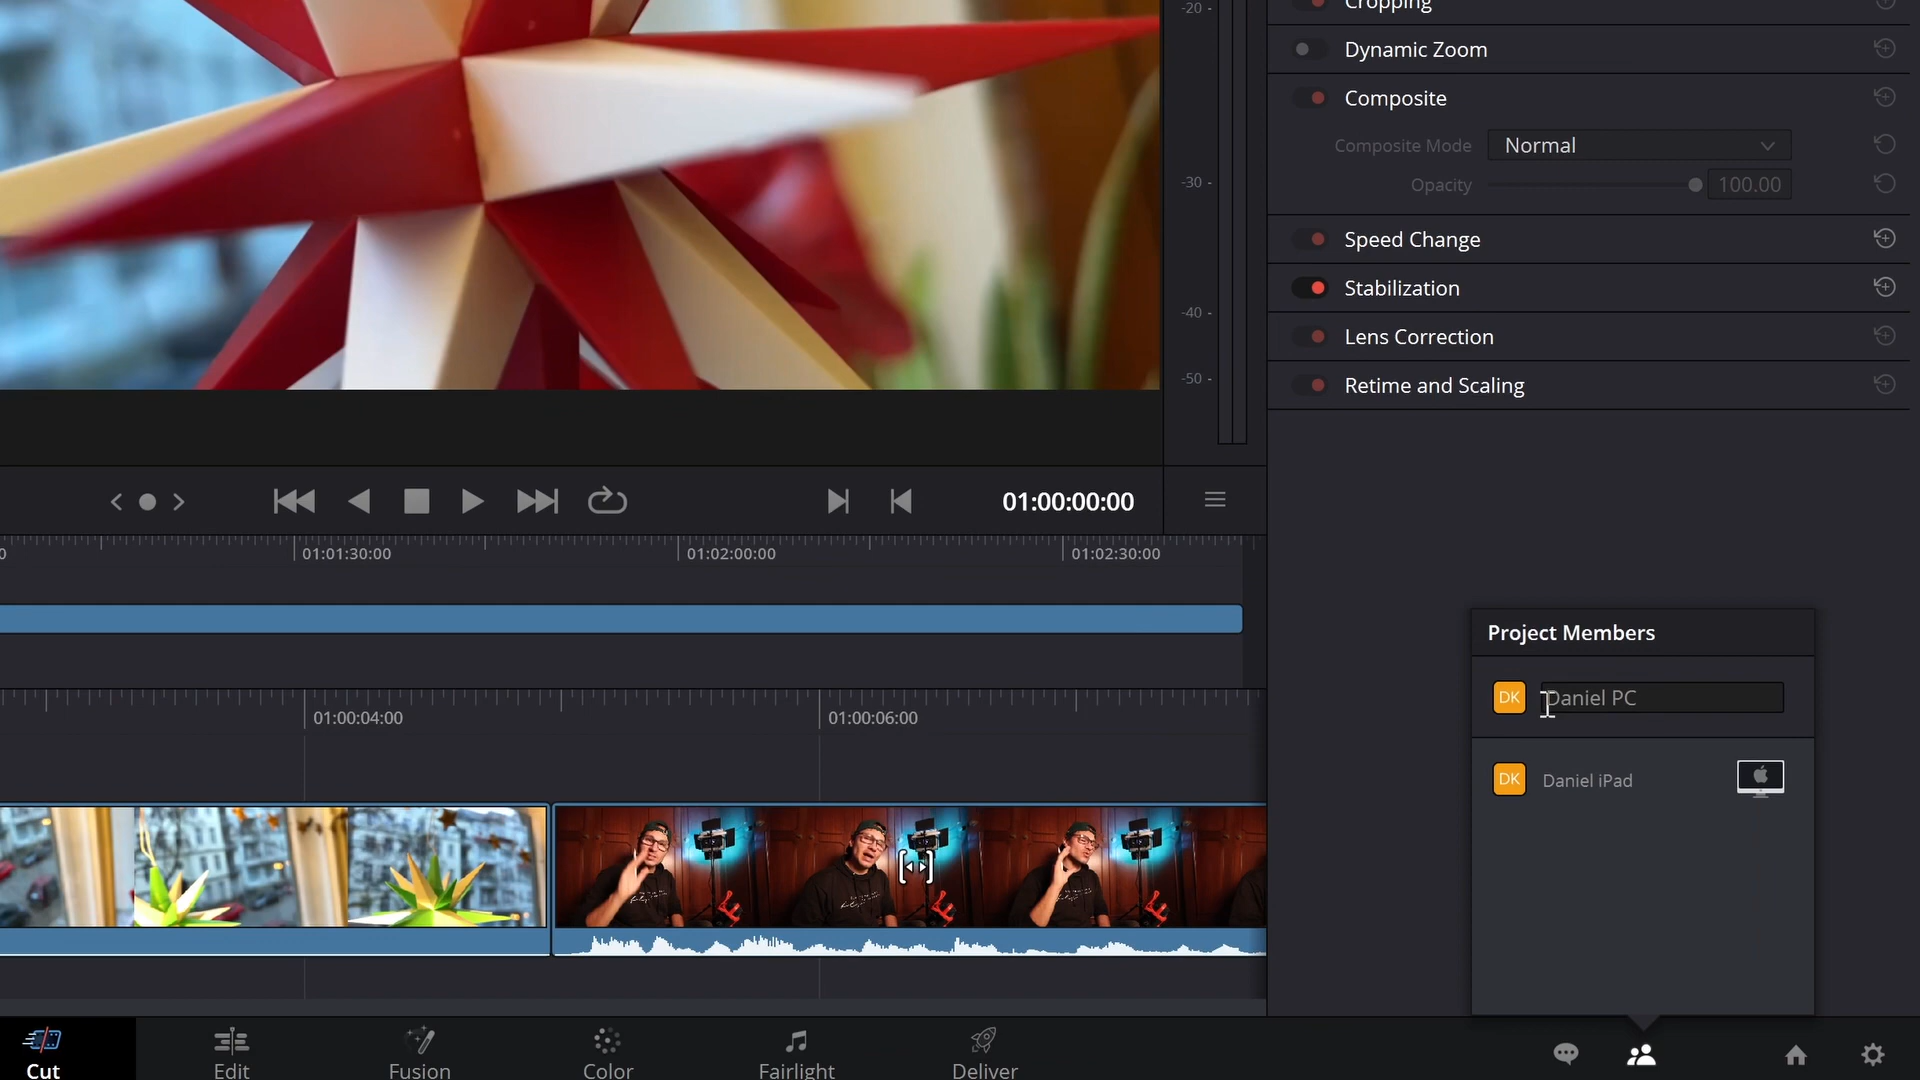 -20 -
Cropping
Dynamic Zoom
Composite
Composite Mode Normal
Opacity 100.00
-30 -
Speed Change
Stabilization
-40 -
Lens Correction
-50 -
Retime and Scaling
01:00:00:00
0 01:01:30:00 01:02:00:00 01:02:30:00
Project Members
DK Daniel PC
01:00:04:00 01:00:06:00
DK Daniel iPad
Cut Edit Fusion Color Fairlight Deliver